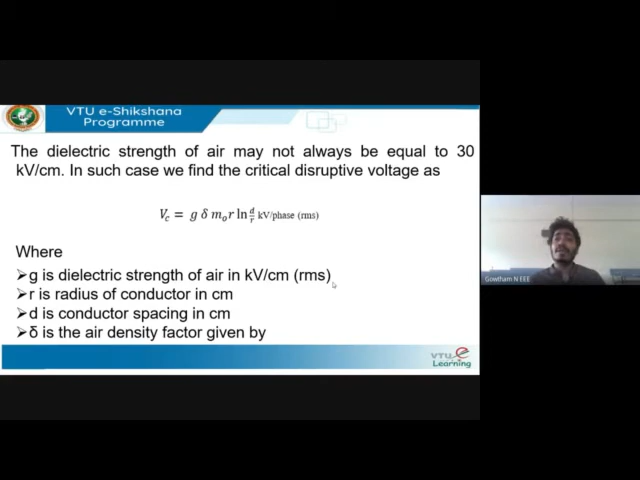 VTU e-Shikshana
Programme
The dielectric strength of air may not always be equal to 30
kV/cm. In such case we find the critical disruptive voltage as
V_c = g δ m_o r ln d/r kV/phase (rms)
Where
➢g is dielectric strength of air in kV/cm (rms)
➢r is radius of conductor in cm
➢d is conductor spacing in cm
➢δ is the air density factor given by
VTU e
Learning
Gowtham N EEE